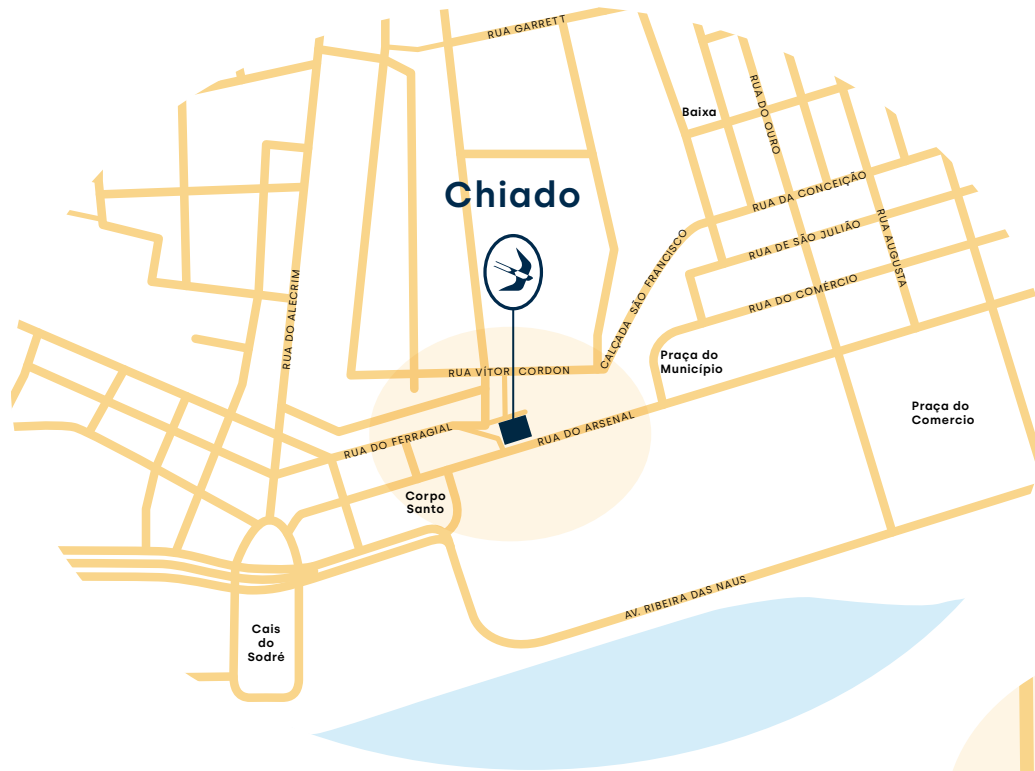 RUA GARRETT
Baixa
RUA DO OURO
Chiado
RUA DA CONCEIÇÃO
RUA DE SÃO JULIÃO
RUA AUGUSTA
CALÇADA SÃO FRANCISCO
RUA DO COMÉRCIO
RUA DO ALECRIM
RUA VÍTOR CORDON
Praça do
Município
Praça do
Comercio
RUA DO FERRAGIAL
RUA DO ARSENAL
Corpo
Santo
AV. RIBEIRA DAS NAUS
Cais
do
Sodré